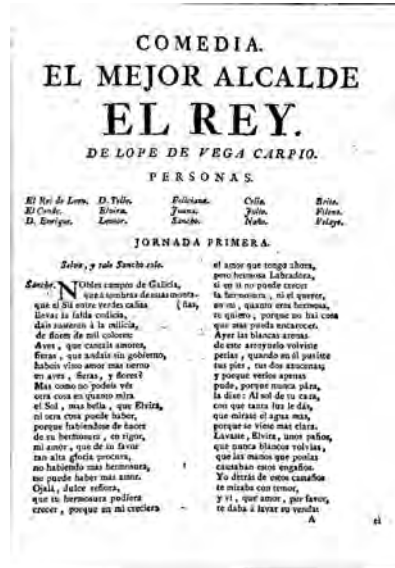 COMEDIA.
EL MEJOR ALCALDE
EL REY.
DE LOPE DE VEGA CARPIO.
PERSONAS.
El Rei de Leon. D. Tello. Feliciana. Celio. Brito.
El Conde. Elvira. Juana. Julio. Fileno.
D. Enrique. Leonor. Sancho. Nuño. Pelayo.
JORNADA PRIMERA.
Selva, y sale Sancho solo.
Sancho. NObles campos de Galicia,
que à sombras de esas monta-
que el Sil entre verdes cañas (ñas,
llevar la falda codicia,
dais sustento à la milicia,
de flores de mil colores:
Aves, que cantais amores,
fieras, que andais sin gobierno,
habeis visto amor mas tierno
en aves, fieras, y flores?
Mas como no podeis vér
otra cosa en quanto mira
el Sol, mas bella, que Elvira,
ni otra cosa puede haber,
porque habiendose de hacer
de su hermosura, en rigor,
mi amor, que de su favor
tan alta gloria procura,
no habiendo mas hermosura,
no puede haber mas amor.
Ojalá, dulce señora,
que tu hermosura pudiera
crecer, porque en mi creciera
el amor que tengo ahora,
pero hermosa Labradora,
si en ti no puede crecer
la hermosura, ni el querer,
en mi, quanto eres hermosa,
te quiero, porque no hai cosa
que mas pueda encarecer.
Ayer las blancas arenas
de este arroyuelo volviste
perlas, quando en él pusiste
tus pies, tus dos azucenas;
y porque verlos apenas
pude, porque nunca pára,
la dixe: Al sol de tu cara,
con que tanta luz le dás,
que mirase el agua mas,
porque se viese mas clara.
Lavaste, Elvira, unos paños,
que nunca blancos volvias,
que las manos que ponias
causaban estos engaños.
Yo detrás de estos castaños
te miraba con temor,
y vi, que amor, por favor,
te daba à lavar su venda:
A
el